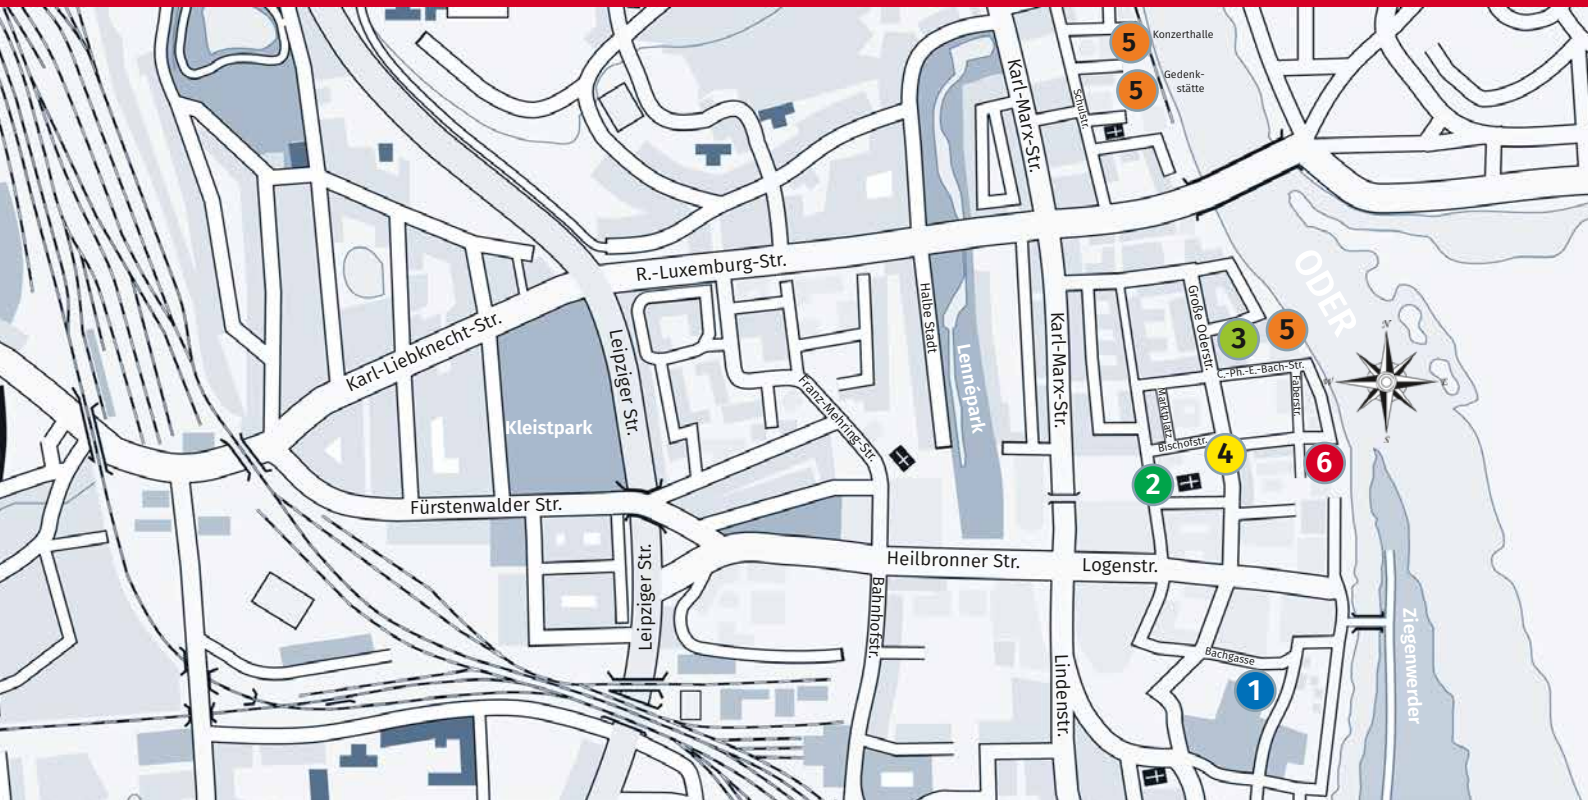 5
Konzerthalle
5
Gedenk-
stätte
Karl-Marx-Str.
Schulstr.
ODER
R.-Luxemburg-Str.
Karl-Liebknecht-Str.
Leipziger Str.
Halbe Stadt
Lennépark
Karl-Marx-Str.
Große Oderstr.
3
5
C.-Ph.-E.-Bach-Str.
Faberstr.
Marktplatz
Franz-Mehring-Str.
Kleistpark
Bischofstr.
4
2
6
N
W
E
S
Fürstenwalder Str.
Leipziger Str.
Heilbronner Str.
Logenstr.
Bahnhofstr.
Lindenstr.
Bachgasse
1
Ziegenwerder